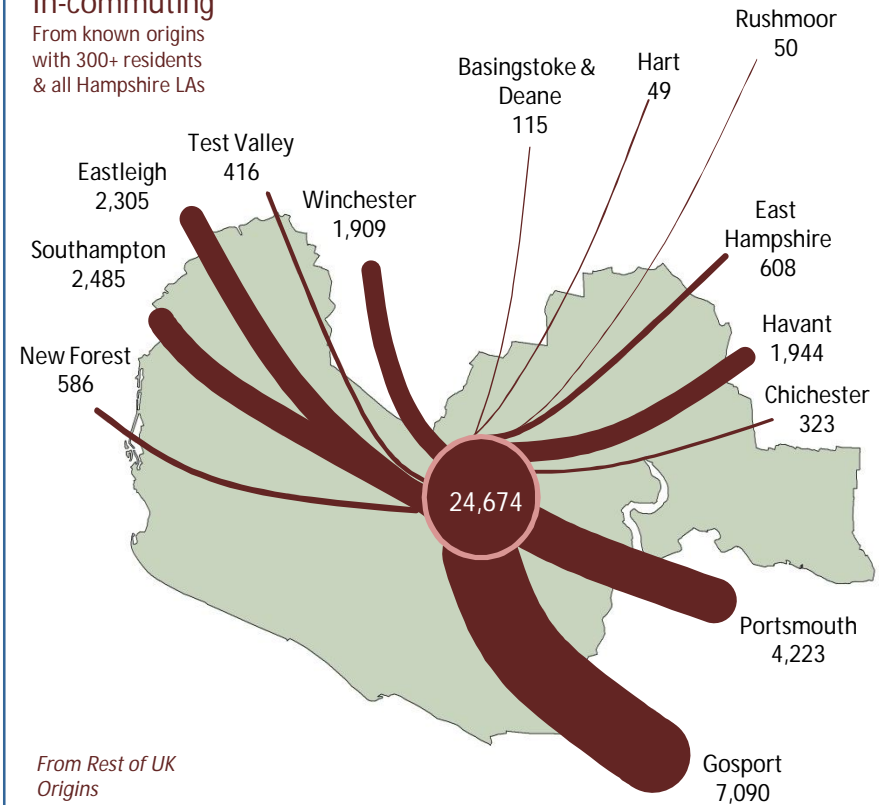 In-commuting
From known origins
with 300+ residents
& all Hampshire LAs
Rushmoor
50
Hart
49
Basingstoke &
Deane
115
Test Valley
416
Eastleigh
2,305
Winchester
1,909
Southampton
2,485
East
Hampshire
608
Havant
1,944
New Forest
586
Chichester
323
24,674
Portsmouth
4,223
Gosport
7,090
From Rest of UK
Origins